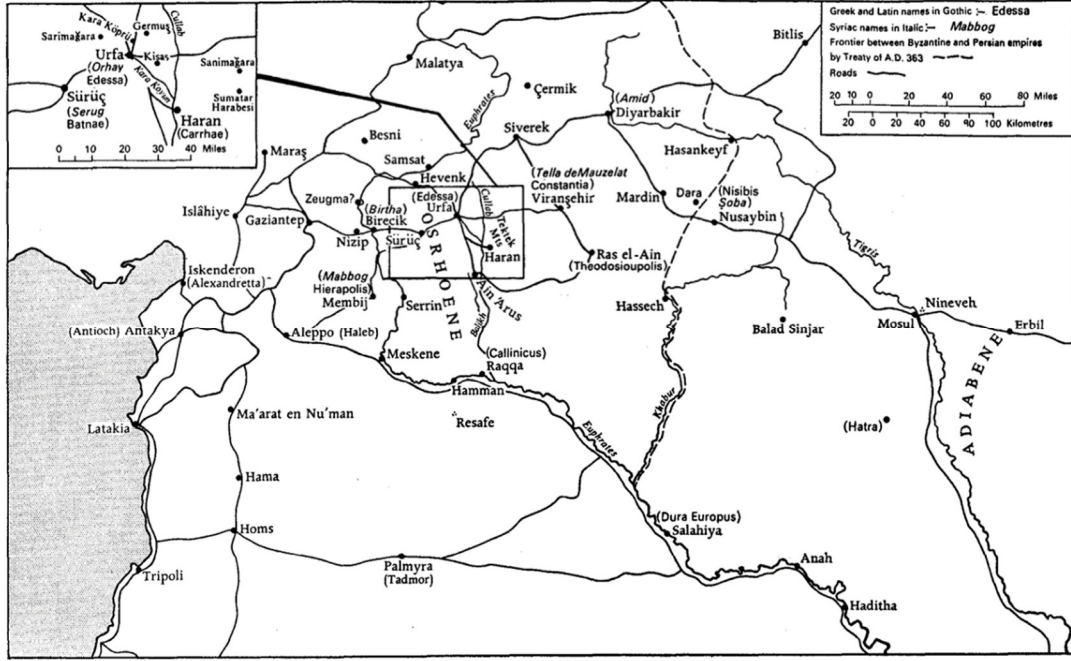 Greek and Latin names in Gothic :— Edessa
Syriac names in Italic :— Mabbog
Frontier between Byzantine and Persian empires
by Treaty of A.D. 363
Roads
20 10 0 20 40 60 80 Miles
20 0 20 40 60 80 100 Kilometres
Kara Köprü
Germuş
Cullab
Sarimağara
Urfa
Kisas
(Orhay
Edessa)
Kara Koyun
Sanimağara
Sürüç
(Serug
Batnae)
Sumatar
Harabesi
Haran
(Carrhae)
0 10 20 30 40 Miles
Bitlis
Malatya
Çermik
Euphrates
(Amid)
Diyarbakir
Besni
Siverek
Hasankeyf
Maraş
Samsat
Hevenk
(Tella deMauzelat
Constantia)
Viranşehir
Mardin
Dara
(Nisibis
Şoba)
Nusaybin
Zeugma?
(Birtha)
Birecik
(Edessa)
Urfa
Cullab
Tektek
Mts
Islâhiye
Gaziantep
Nizip
Sürüç
OSRHOENE
Haran
Ras el-Ain
(Theodosioupolis)
Tigris
Iskenderon
(Alexandretta)
(Mabbog
Hierapolis)
Membij
Serrin
'Ain 'Arus
Balikh
Hassech
Balad Sinjar
Nineveh
Mosul
Erbil
(Antioch) Antakya
Aleppo (Haleb)
Meskene
(Callinicus)
Raqqa
Hamman
ADIABENE
Khabur
Latakia
Ma'arat en Nu'man
Resafe
Euphrates
(Hatra)
Hama
Homs
(Dura Europus)
Salahiya
Tripoli
Palmyra
(Tadmor)
Anah
Haditha